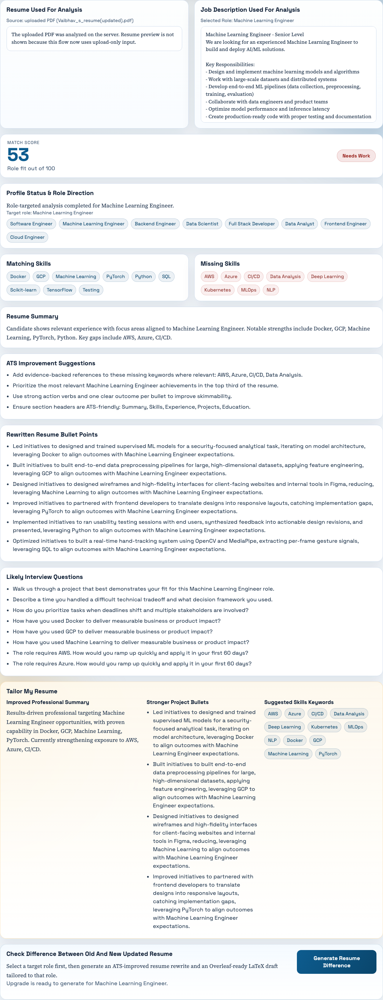 Resume Used For Analysis
Source: uploaded PDF (Vaibhav_s_resume(updated).pdf)
The uploaded PDF was analyzed on the server. Resume preview is not
shown because this flow now uses upload-only input.
Job Description Used For Analysis
Selected Role: Machine Learning Engineer
Machine Learning Engineer - Senior Level
We are looking for an experienced Machine Learning Engineer to
build and deploy AI/ML solutions.
Key Responsibilities:
- Design and implement machine learning models and algorithms
- Work with large-scale datasets and distributed systems
- Develop end-to-end ML pipelines (data collection, preprocessing,
training, evaluation)
- Collaborate with data engineers and product teams
- Optimize model performance and inference latency
- Create production-ready code with proper testing and documentation
MATCH SCORE
53
Role fit out of 100
Needs Work
Profile Status & Role Direction
Role-targeted analysis completed for Machine Learning Engineer.
Target role: Machine Learning Engineer
Software Engineer Machine Learning Engineer Backend Engineer Data Scientist Full Stack Developer Data Analyst Frontend Engineer
Cloud Engineer
Matching Skills
Docker GCP Machine Learning PyTorch Python SQL
Scikit-learn TensorFlow Testing
Missing Skills
AWS Azure CI/CD Data Analysis Deep Learning
Kubernetes MLOps NLP
Resume Summary
Candidate shows relevant experience with focus areas aligned to Machine Learning Engineer. Notable strengths include Docker, GCP, Machine
Learning, PyTorch, Python. Key gaps include AWS, Azure, CI/CD.
ATS Improvement Suggestions
• Add evidence-backed references to these missing keywords where relevant: AWS, Azure, CI/CD, Data Analysis.
• Prioritize the most relevant Machine Learning Engineer achievements in the top third of the resume.
• Use strong action verbs and one clear outcome per bullet to improve skimmability.
• Ensure section headers are ATS-friendly: Summary, Skills, Experience, Projects, Education.
Rewritten Resume Bullet Points
• Led initiatives to designed and trained supervised ML models for a security-focused analytical task, iterating on model architecture,
leveraging Docker to align outcomes with Machine Learning Engineer expectations.
• Built initiatives to built end-to-end data preprocessing pipelines for large, high-dimensional datasets, applying feature engineering,
leveraging GCP to align outcomes with Machine Learning Engineer expectations.
• Designed initiatives to designed wireframes and high-fidelity interfaces for client-facing websites and internal tools in Figma, reducing,
leveraging Machine Learning to align outcomes with Machine Learning Engineer expectations.
• Improved initiatives to partnered with frontend developers to translate designs into responsive layouts, catching implementation gaps,
leveraging PyTorch to align outcomes with Machine Learning Engineer expectations.
• Implemented initiatives to ran usability testing sessions with end users, synthesized feedback into actionable design revisions, and
presented, leveraging Python to align outcomes with Machine Learning Engineer expectations.
• Optimized initiatives to built a real-time hand-tracking system using OpenCV and MediaPipe, extracting per-frame gesture signals,
leveraging SQL to align outcomes with Machine Learning Engineer expectations.
Likely Interview Questions
• Walk us through a project that best demonstrates your fit for this Machine Learning Engineer role.
• Describe a time you handled a difficult technical tradeoff and what decision framework you used.
• How do you prioritize tasks when deadlines shift and multiple stakeholders are involved?
• How have you used Docker to deliver measurable business or product impact?
• How have you used GCP to deliver measurable business or product impact?
• How have you used Machine Learning to deliver measurable business or product impact?
• The role requires AWS. How would you ramp up quickly and apply it in your first 60 days?
• The role requires Azure. How would you ramp up quickly and apply it in your first 60 days?
Tailor My Resume
Improved Professional Summary
Results-driven professional targeting Machine
Learning Engineer opportunities, with proven
capability in Docker, GCP, Machine Learning,
PyTorch. Currently strengthening exposure to AWS,
Azure, CI/CD.
Stronger Project Bullets
• Led initiatives to designed and trained
supervised ML models for a security-
focused analytical task, iterating on
model architecture, leveraging Docker
to align outcomes with Machine
Learning Engineer expectations.
• Built initiatives to built end-to-end
data preprocessing pipelines for large,
high-dimensional datasets, applying
feature engineering, leveraging GCP to
align outcomes with Machine Learning
Engineer expectations.
• Designed initiatives to designed
wireframes and high-fidelity interfaces
for client-facing websites and internal
tools in Figma, reducing, leveraging
Machine Learning to align outcomes
with Machine Learning Engineer
expectations.
• Improved initiatives to partnered with
frontend developers to translate
designs into responsive layouts,
catching implementation gaps,
leveraging PyTorch to align outcomes
with Machine Learning Engineer
expectations.
Suggested Skills Keywords
AWS Azure CI/CD Data Analysis
Deep Learning Kubernetes MLOps
NLP Docker GCP
Machine Learning PyTorch
Check Difference Between Old And New Updated Resume
Select a target role first, then generate an ATS-improved resume rewrite and an Overleaf-ready LaTeX draft
tailored to that role.
Upgrade is ready to generate for Machine Learning Engineer.
Generate Resume
Difference